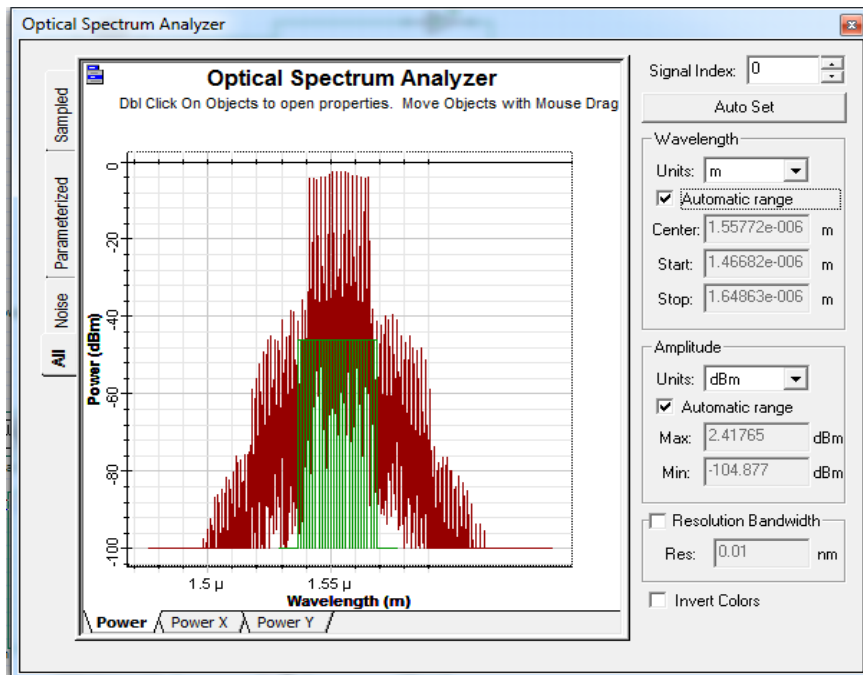 Optical Spectrum Analyzer
Sampled
Parameterized
Noise
All
Optical Spectrum Analyzer
Dbl Click On Objects to open properties.  Move Objects with Mouse Drag
Power (dBm)
0
-20
-40
-60
-80
-100
1.5 µ
1.55 µ
Wavelength (m)
Power
Power X
Power Y
Signal Index: 0
Auto Set
Wavelength
Units: m
Automatic range
Center: 1.55772e-006 m
Start: 1.46682e-006 m
Stop: 1.64863e-006 m
Amplitude
Units: dBm
Automatic range
Max: 2.41765 dBm
Min: -104.877 dBm
Resolution Bandwidth
Res: 0.01 nm
Invert Colors